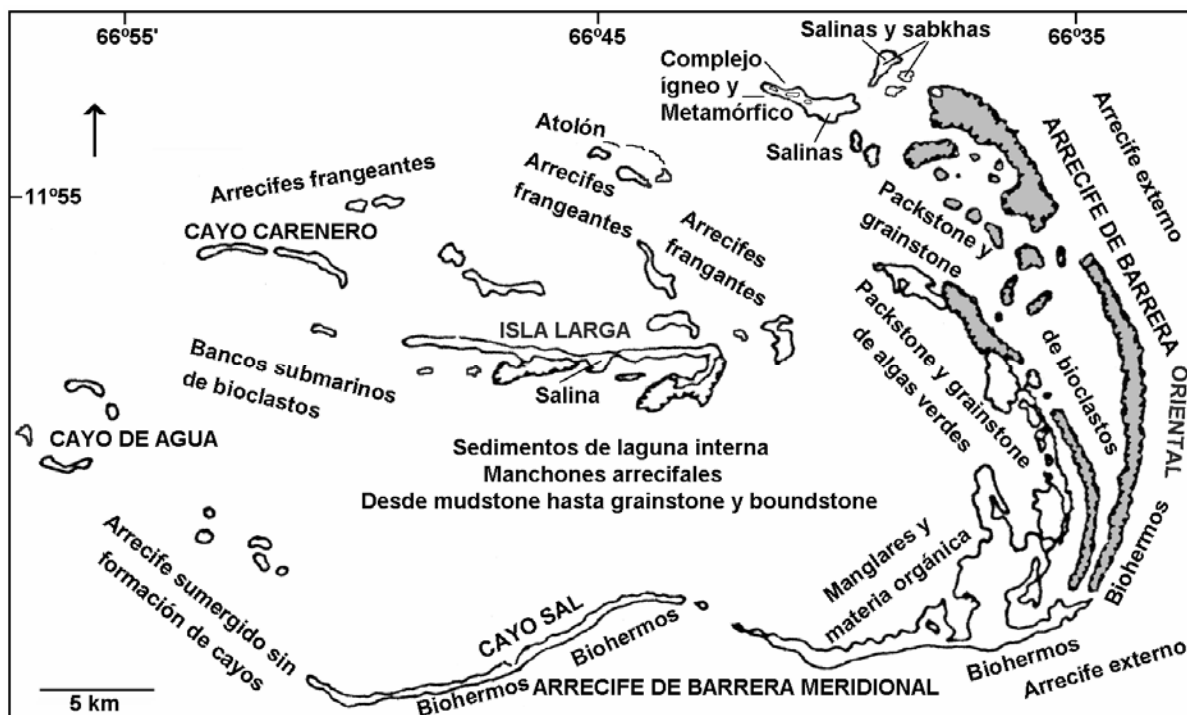 66º55'
66º45
66º35
Salinas y sabkhas
Complejo
ígneo y
Metamórfico
Salinas
Atolón
Arrecifes
frangeantes
Arrecifes frangeantes
11º55
CAYO CARENERO
Arrecifes
frangantes
Packstone y
grainstone
de bioclastos
ARRECIFE DE BARRERA
ORIENTAL
Arrecife externo
Packstone y grainstone
de algas verdes
ISLA LARGA
Salina
Bancos submarinos
de bioclastos
CAYO DE AGUA
Sedimentos de laguna interna
Manchones arrecifales
Desde mudstone hasta grainstone y boundstone
Manglares y
materia orgánica
Biohermos
Arrecife sumergido sin
formación de cayos
CAYO SAL
Biohermos
Biohermos
ARRECIFE DE BARRERA MERIDIONAL
Biohermos
Arrecife externo
5 km